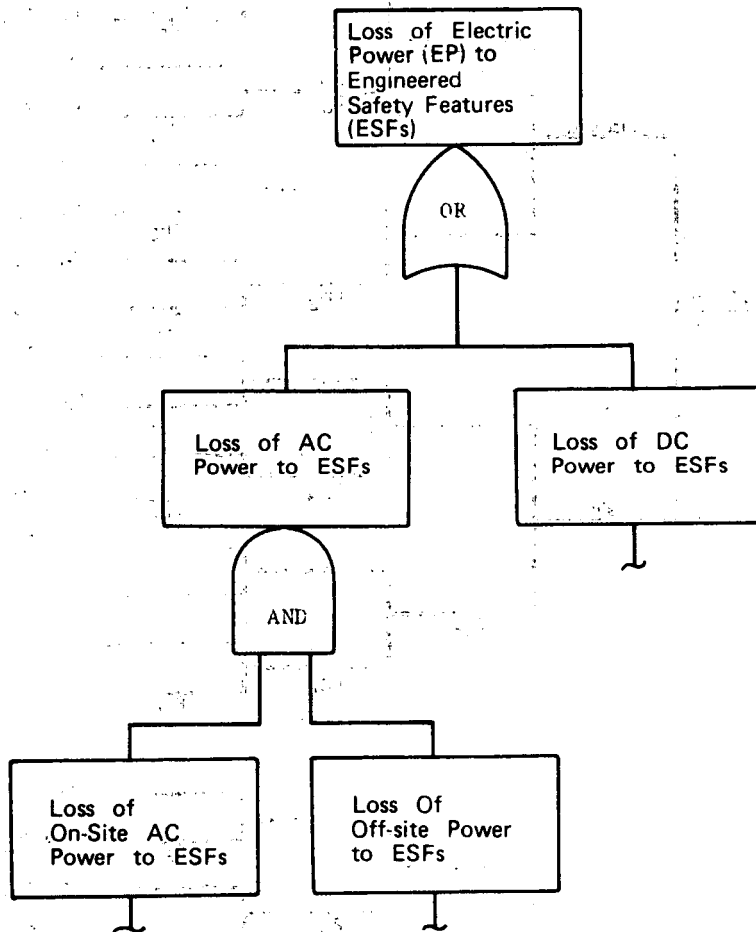 Loss of Electric
Power (EP) to
Engineered
Safety Features
(ESFs)
OR
Loss of AC
Power to ESFs
Loss of DC
Power to ESFs
AND
Loss of
On-Site AC
Power to ESFs
Loss Of
Off-site Power
to ESFs